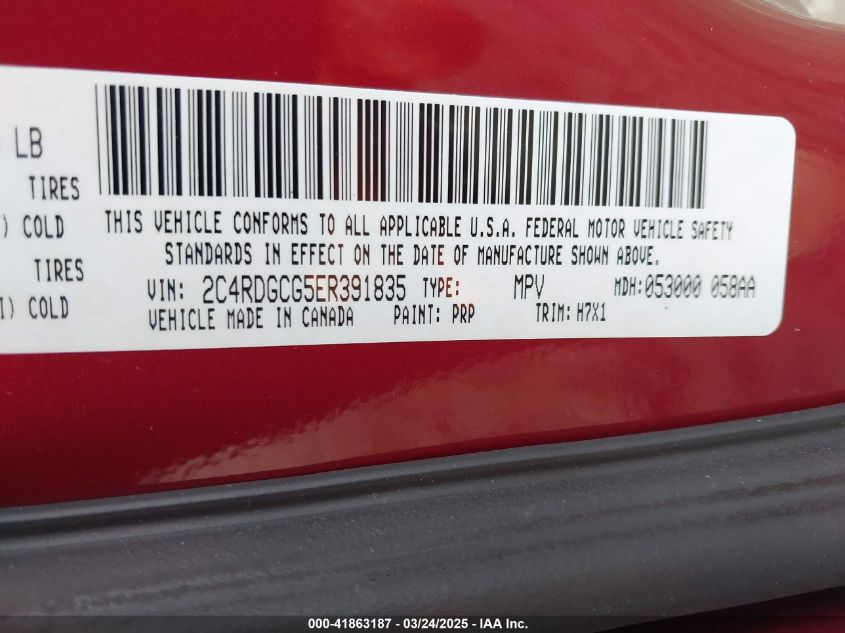 LB
TIRES
) COLD
TIRES
) COLD
THIS VEHICLE CONFORMS TO ALL APPLICABLE U.S.A. FEDERAL MOTOR VEHICLE SAFETY
STANDARDS IN EFFECT ON THE DATE OF MANUFACTURE SHOWN ABOVE.
VIN: 2C4RDGCG5ER391835 TYPE: MPV MDH:053000 058AA
VEHICLE MADE IN CANADA PAINT: PRP TRIM: H7X1
000-41863187 - 03/24/2025 - IAA Inc.